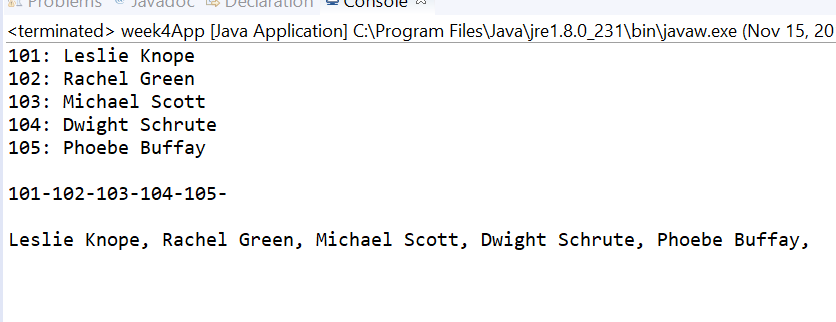 Problems @ Javadoc Declaration Console
<terminated> week4App [Java Application] C:\Program Files\Java\jre1.8.0_231\bin\javaw.exe (Nov 15, 20
101: Leslie Knope
102: Rachel Green
103: Michael Scott
104: Dwight Schrute
105: Phoebe Buffay
101-102-103-104-105-
Leslie Knope, Rachel Green, Michael Scott, Dwight Schrute, Phoebe Buffay,